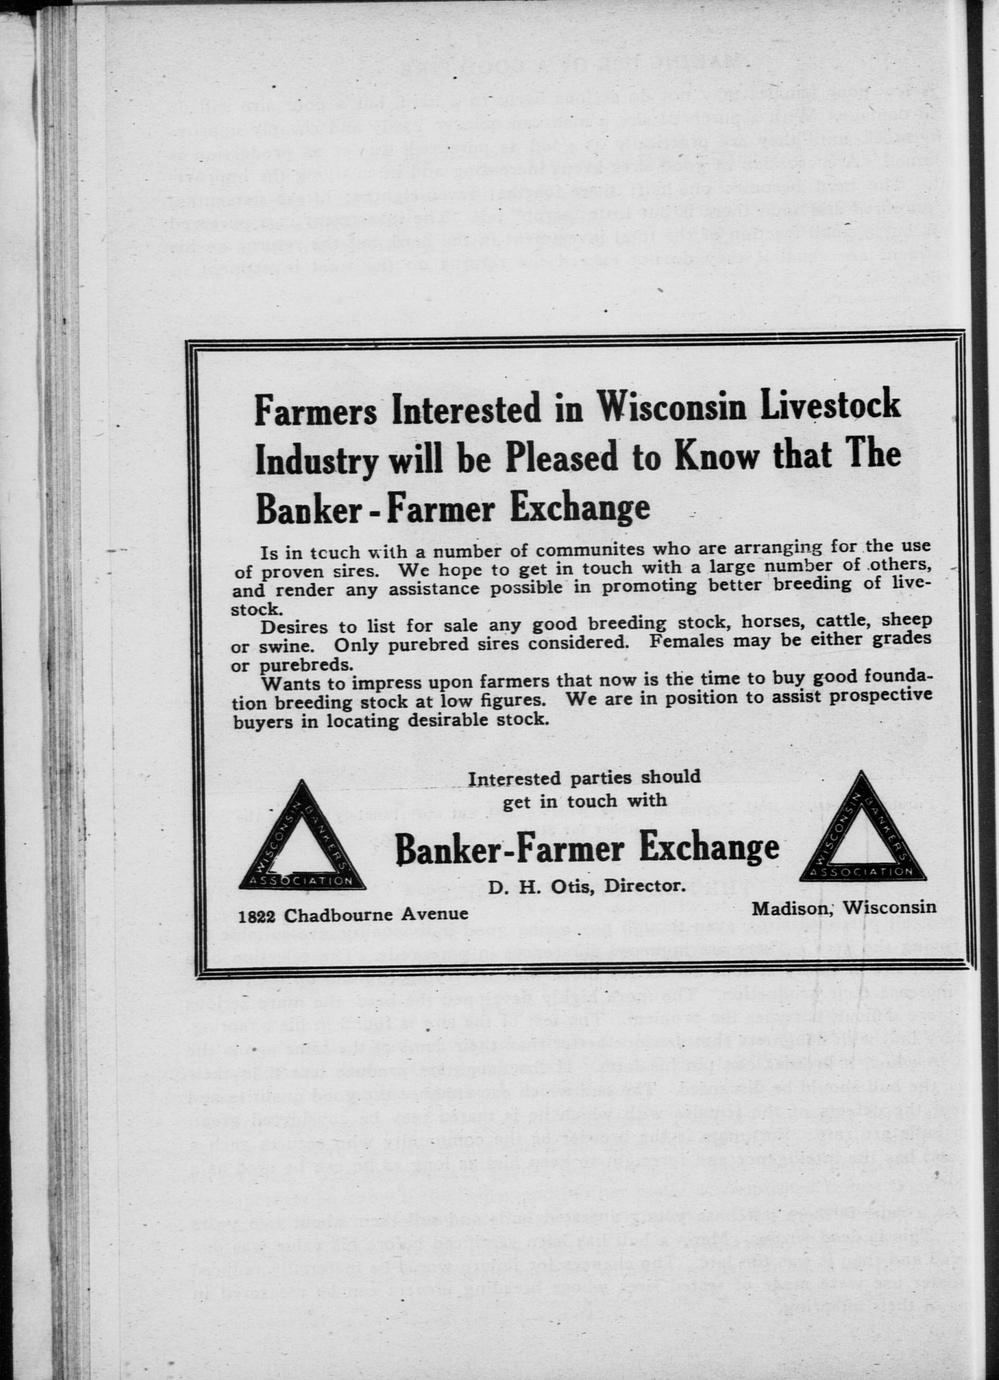 Farmers Interested in Wisconsin Livestock
Industry will be Pleased to Know that The
Banker-Farmer Exchange
Is in tcuch with a number of communites who are arranging for the use
of proven sires. We hope to get in touch with a large number of others,
and render any assistance possible in promoting better breeding of live-
stock.
Desires to list for sale any good breeding stock, horses, cattle, sheep
or swine. Only purebred sires considered. Females may be either grades
or purebreds.
Wants to impress upon farmers that now is the time to buy good founda-
tion breeding stock at low figures. We are in position to assist prospective
buyers in locating desirable stock.
Interested parties should
get in touch with
WISCONSIN BANKERS ASSOCIATION
Banker-Farmer Exchange
WISCONSIN BANKERS ASSOCIATION
D. H. Otis, Director.
1822 Chadbourne Avenue
Madison, Wisconsin